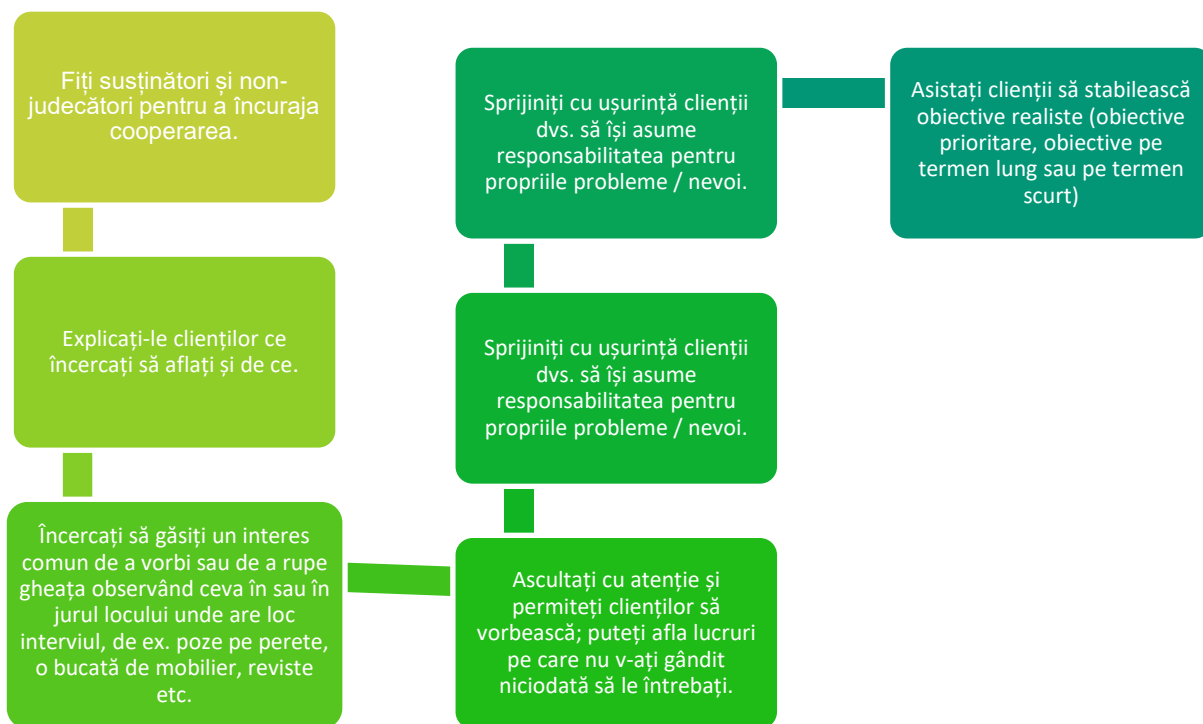 Fiți susținători și non-
judecători pentru a încuraja
cooperarea.
Explicați-le clienților ce
încercați să aflați și de ce.
Încercați să găsiți un interes
comun de a vorbi sau de a rupe
gheața observând ceva în sau în
jurul locului unde are loc
interviul, de ex. poze pe perete,
o bucată de mobilier, reviste
etc.
Ascultați cu atenție și
permiteți clienților să
vorbească; puteți afla lucruri
pe care nu v-ați gândit
niciodată să le întrebați.
Sprijiniți cu ușurință clienții
dvs. să își asume
responsabilitatea pentru
propriile probleme / nevoi.
Sprijiniți cu ușurință clienții
dvs. să își asume
responsabilitatea pentru
propriile probleme / nevoi.
Asistați clienții să stabilească
obiective realiste (obiective
prioritare, obiective pe
termen lung sau pe termen
scurt)